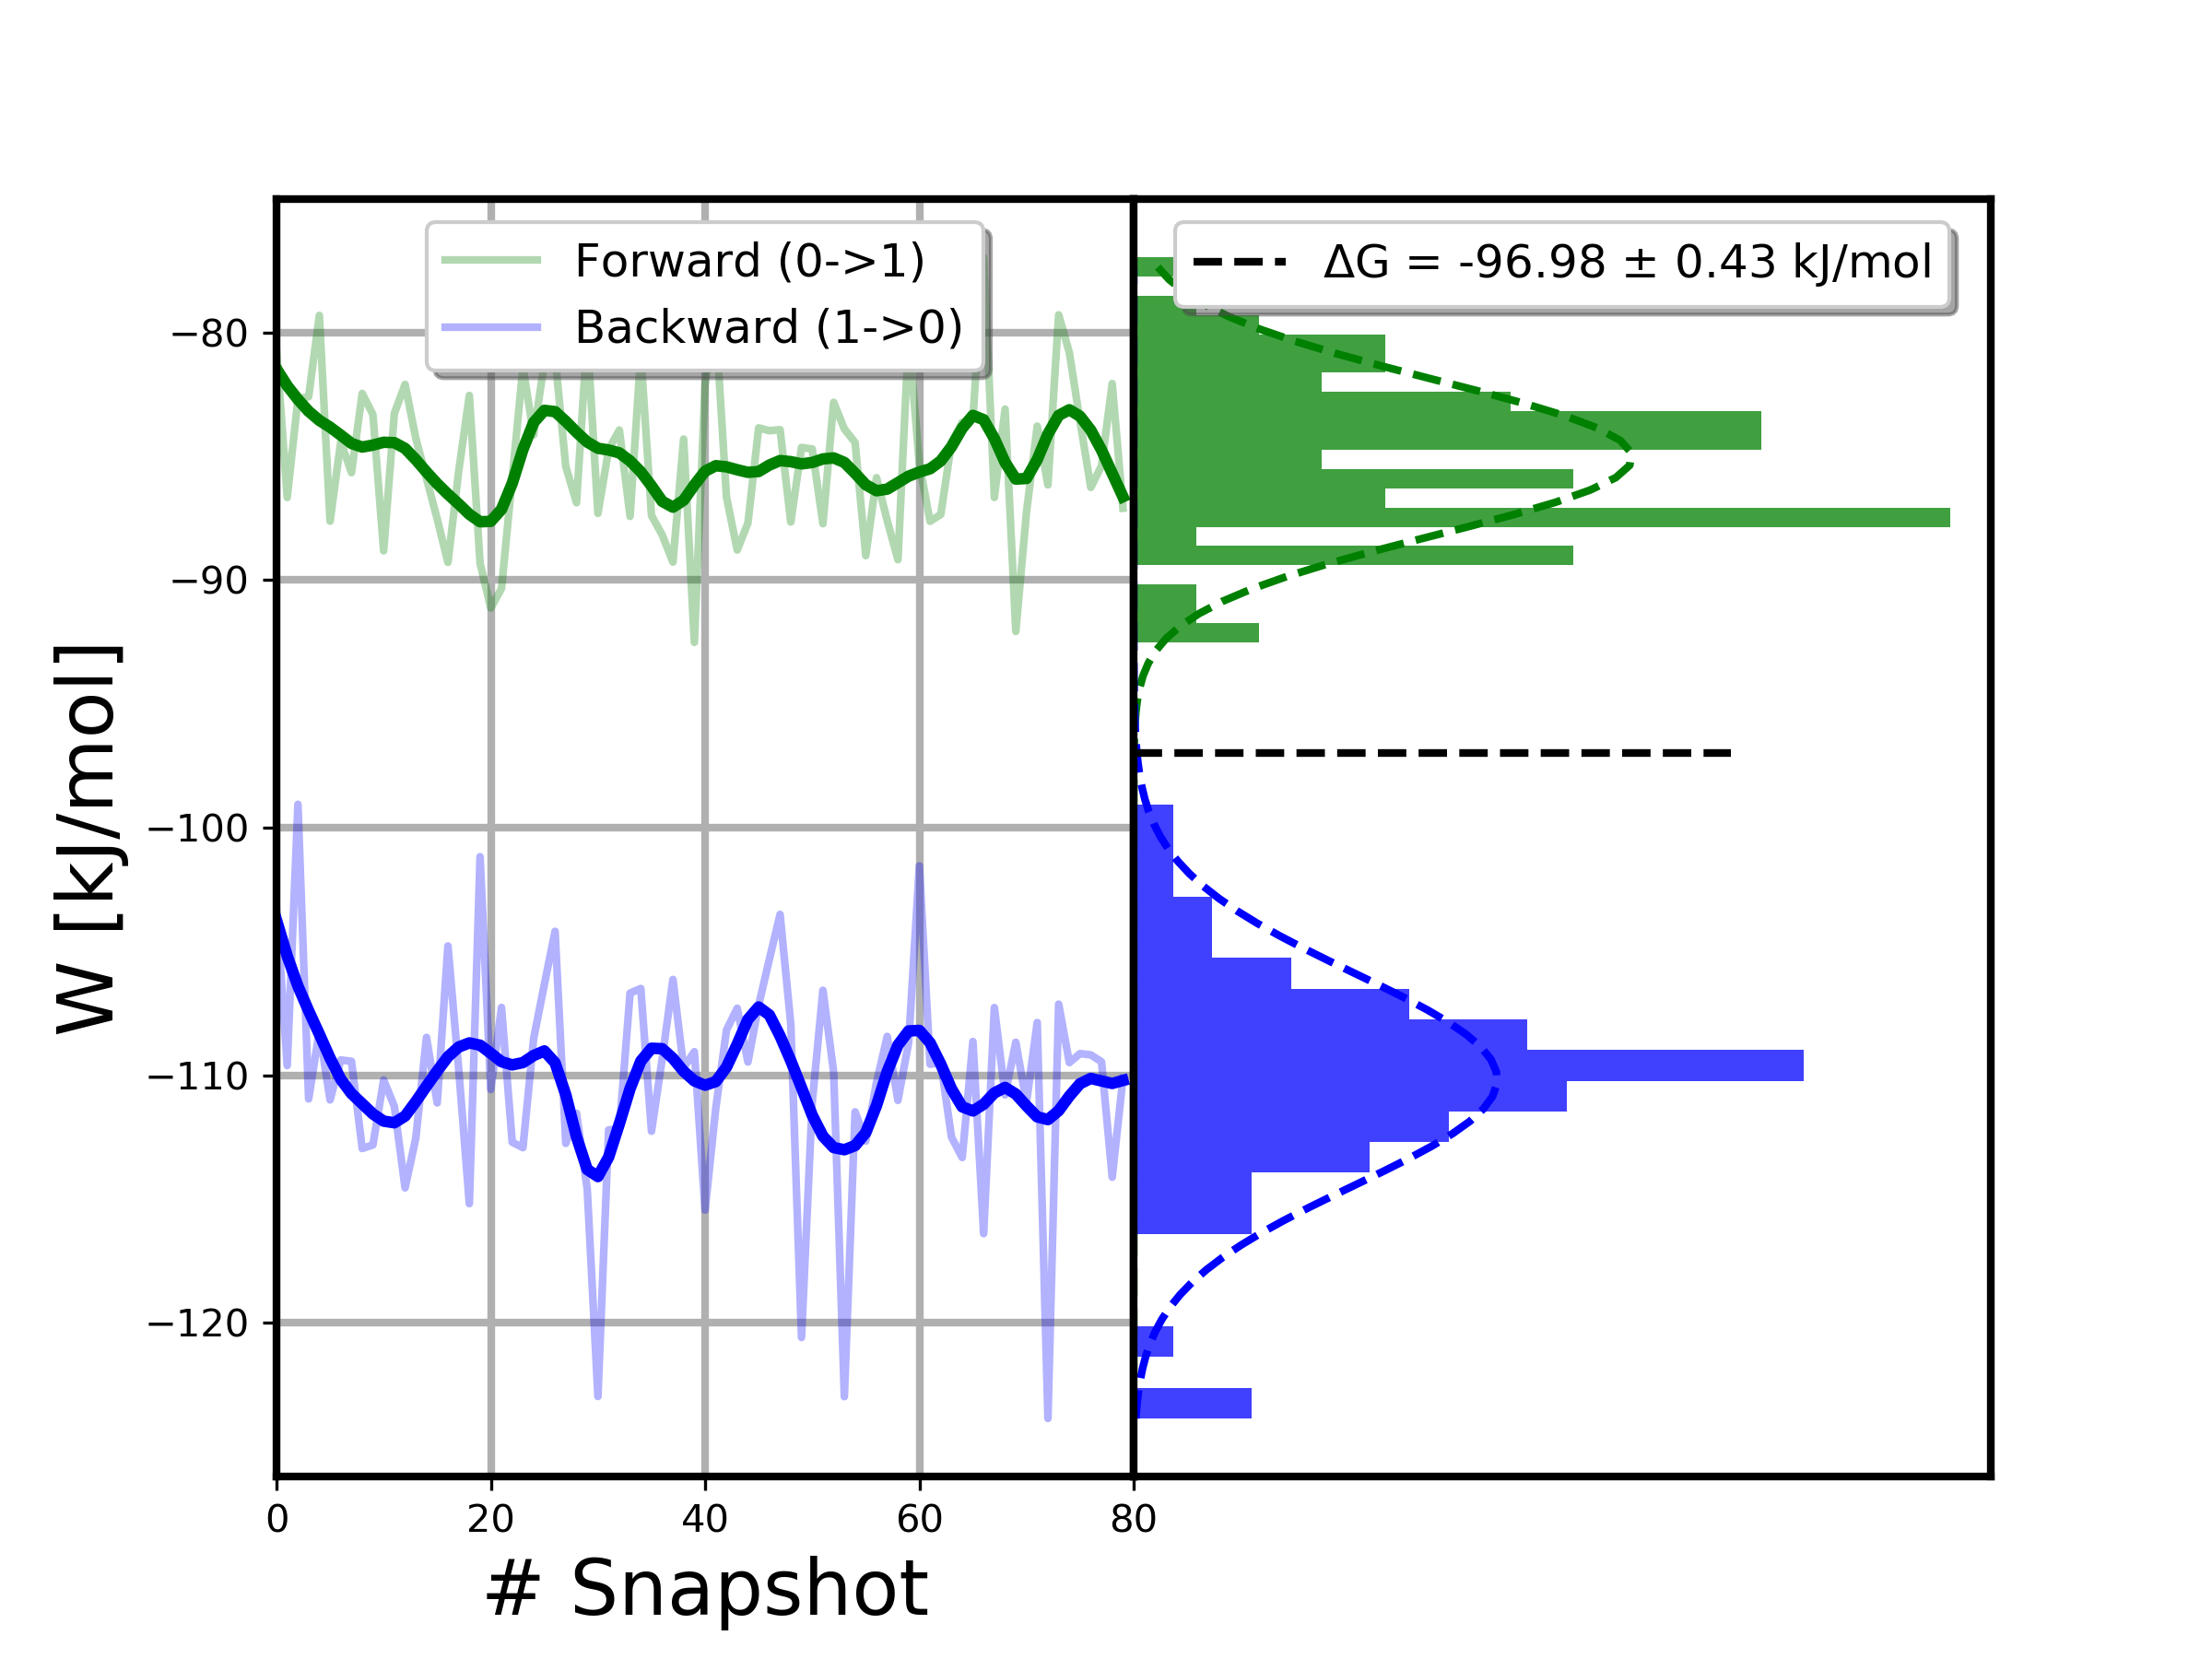 Forward (0->1)
Backward (1->0)
ΔG = -96.98 ± 0.43 kJ/mol
W [kJ/mol]
−80
−90
−100
−110
−120
0 20 40 60 80
# Snapshot